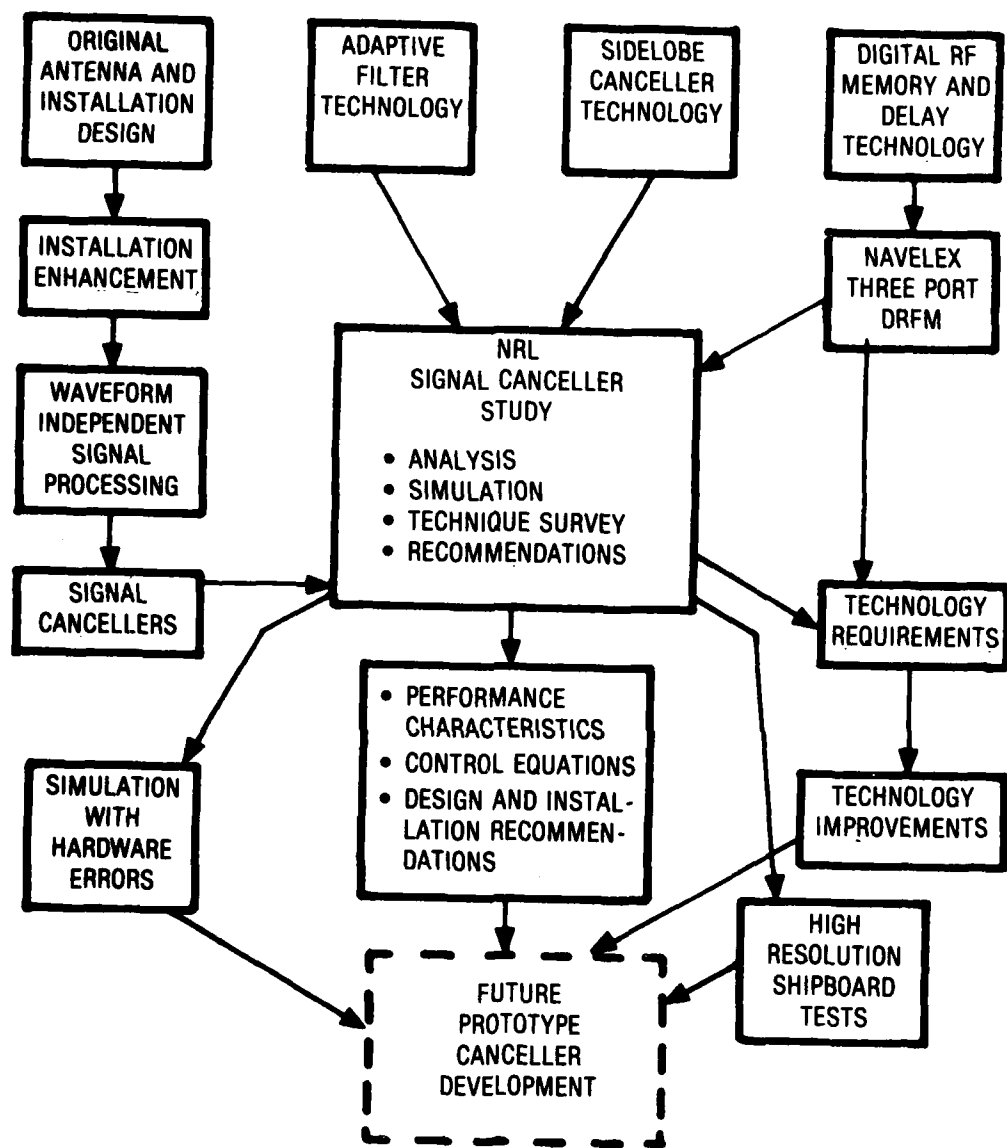 ORIGINAL
ANTENNA AND
INSTALLATION
DESIGN
ADAPTIVE
FILTER
TECHNOLOGY
SIDELOBE
CANCELLER
TECHNOLOGY
DIGITAL RF
MEMORY AND
DELAY
TECHNOLOGY
INSTALLATION
ENHANCEMENT
NAVELEX
THREE PORT
DRFM
WAVEFORM
INDEPENDENT
SIGNAL
PROCESSING
NRL
SIGNAL CANCELLER
STUDY
• ANALYSIS
• SIMULATION
• TECHNIQUE SURVEY
• RECOMMENDATIONS
SIGNAL
CANCELLERS
TECHNOLOGY
REQUIREMENTS
• PERFORMANCE
CHARACTERISTICS
• CONTROL EQUATIONS
• DESIGN AND INSTAL-
LATION RECOMMEN-
DATIONS
SIMULATION
WITH
HARDWARE
ERRORS
TECHNOLOGY
IMPROVEMENTS
HIGH
RESOLUTION
SHIPBOARD
TESTS
FUTURE
PROTOTYPE
CANCELLER
DEVELOPMENT